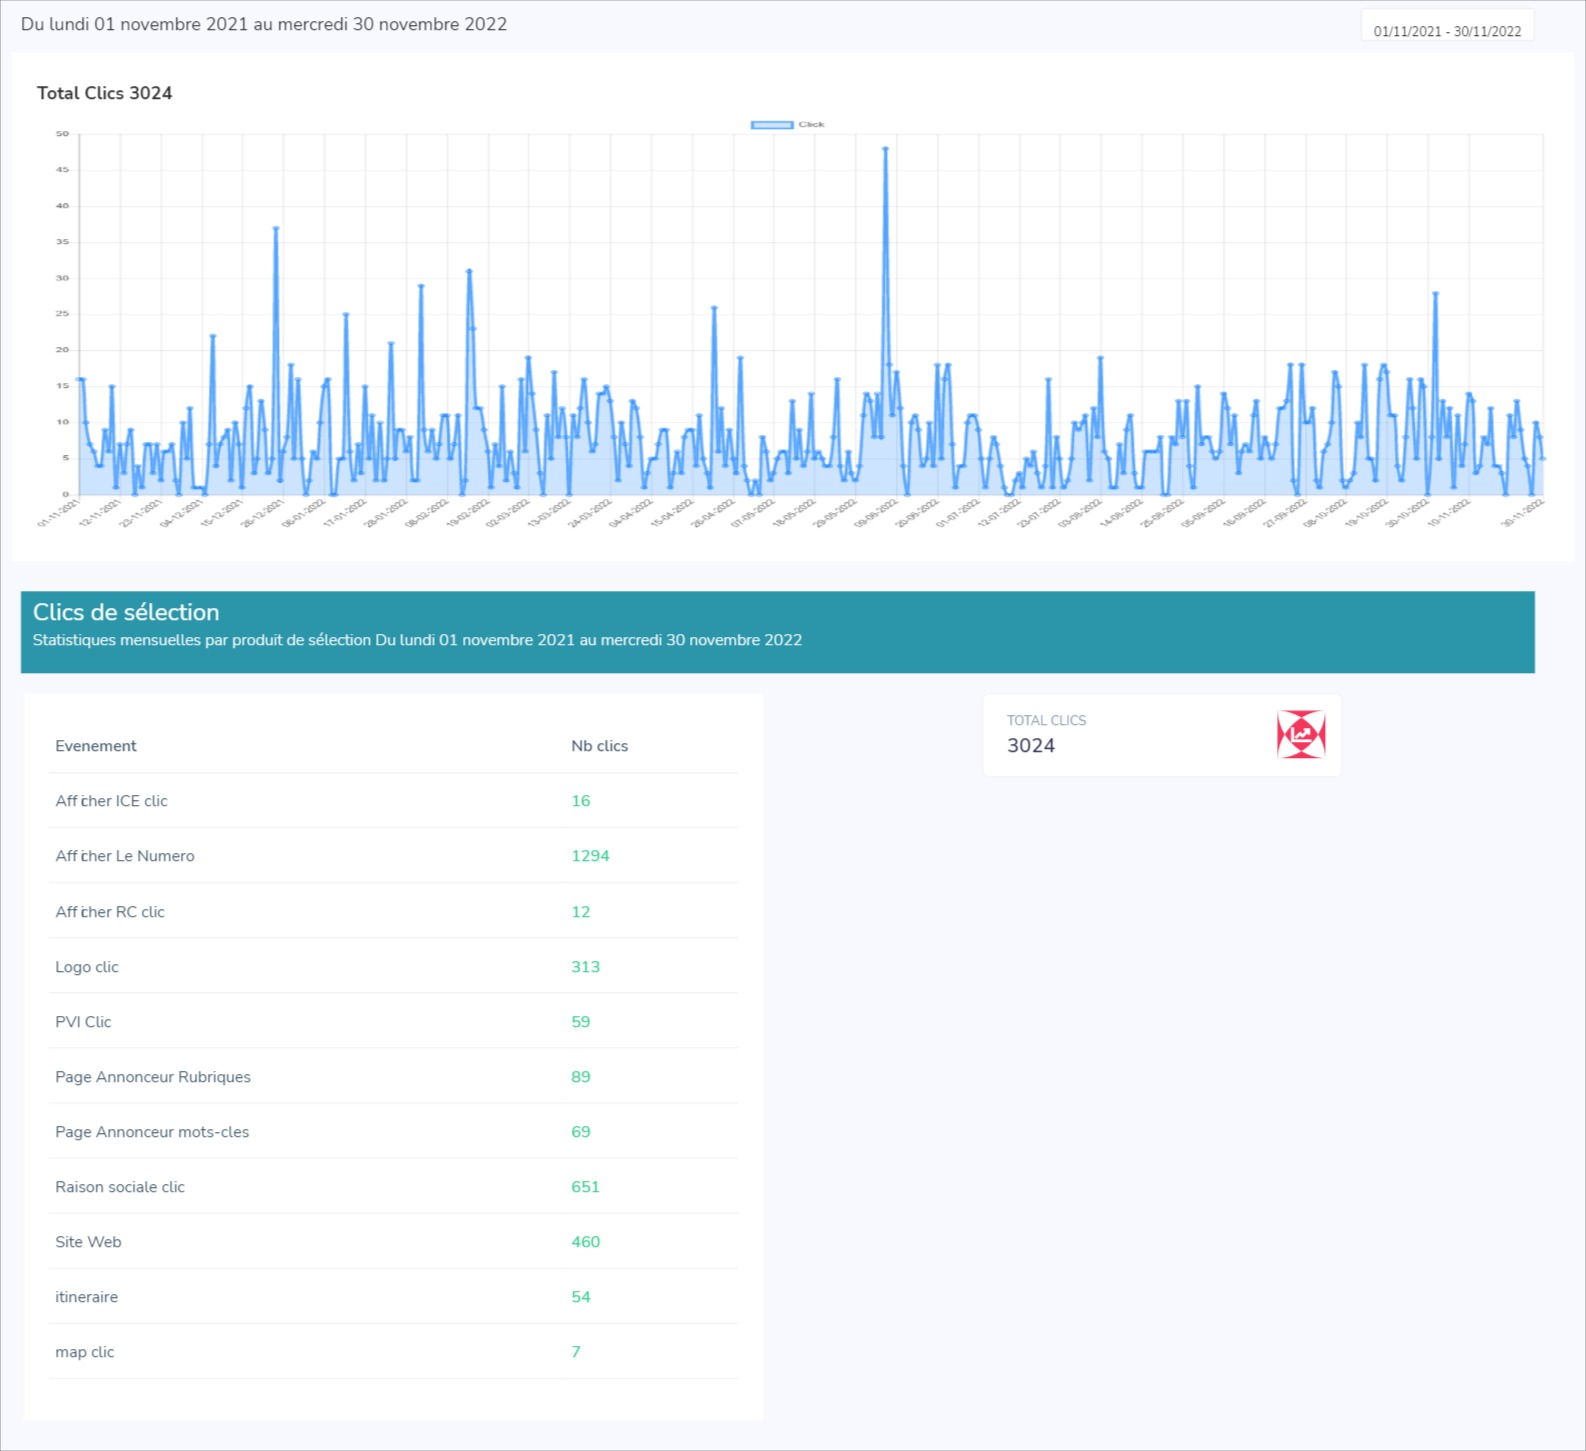 Du lundi 01 novembre 2021 au mercredi 30 novembre 2022
01/11/2021 - 30/11/2022
Total Clics 3024
Click
50
45
40
35
30
25
20
15
10
5
0
01-11-2021
12-11-2021
23-11-2021
04-12-2021
15-12-2021
26-12-2021
06-01-2022
17-01-2022
28-01-2022
08-02-2022
19-02-2022
02-03-2022
13-03-2022
24-03-2022
04-04-2022
15-04-2022
26-04-2022
07-05-2022
18-05-2022
29-05-2022
09-06-2022
20-06-2022
01-07-2022
12-07-2022
23-07-2022
03-08-2022
14-08-2022
25-08-2022
05-09-2022
16-09-2022
27-09-2022
08-10-2022
19-10-2022
30-10-2022
10-11-2022
30-11-2022
Clics de sélection
Statistiques mensuelles par produit de sélection Du lundi 01 novembre 2021 au mercredi 30 novembre 2022
TOTAL CLICS
3024
Evenement Nb clics
Afficher ICE clic 16
Afficher Le Numero 1294
Afficher RC clic 12
Logo clic 313
PVI Clic 59
Page Annonceur Rubriques 89
Page Annonceur mots-cles 69
Raison sociale clic 651
Site Web 460
itineraire 54
map clic 7